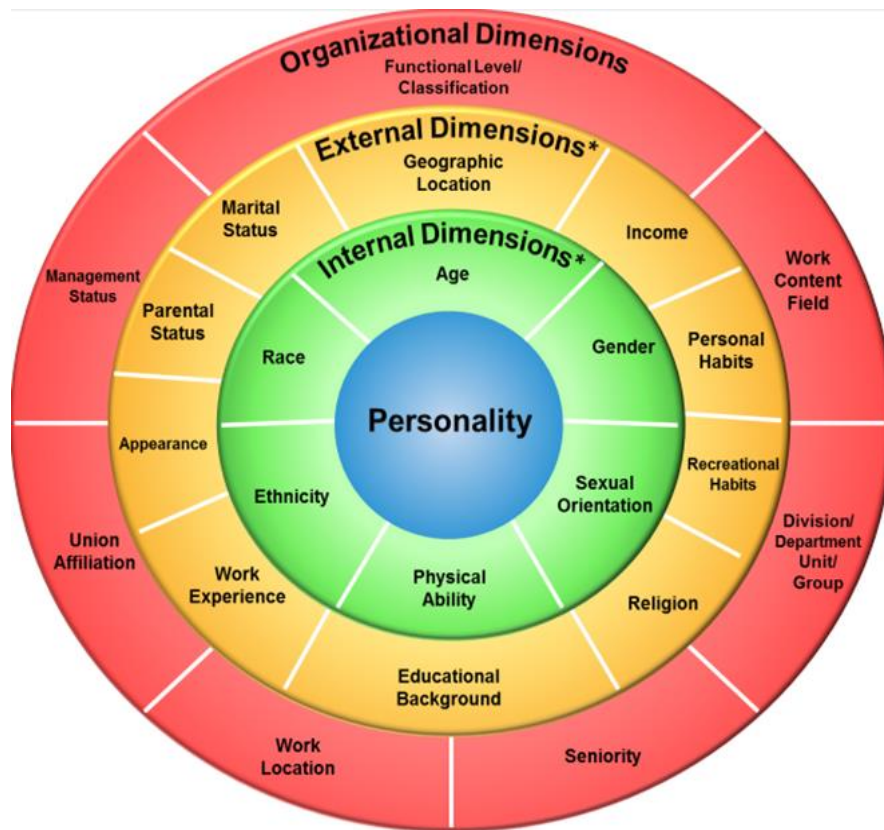 Organizational Dimensions
Functional Level/
Classification
External Dimensions*
Geographic
Location
Internal Dimensions*
Age
Personality
Marital
Status
Income
Work
Content
Field
Management
Status
Parental
Status
Race
Gender
Personal
Habits
Appearance
Ethnicity
Sexual
Orientation
Recreational
Habits
Union
Affiliation
Work
Experience
Physical
Ability
Religion
Division/
Department
Unit/
Group
Educational
Background
Work
Location
Seniority